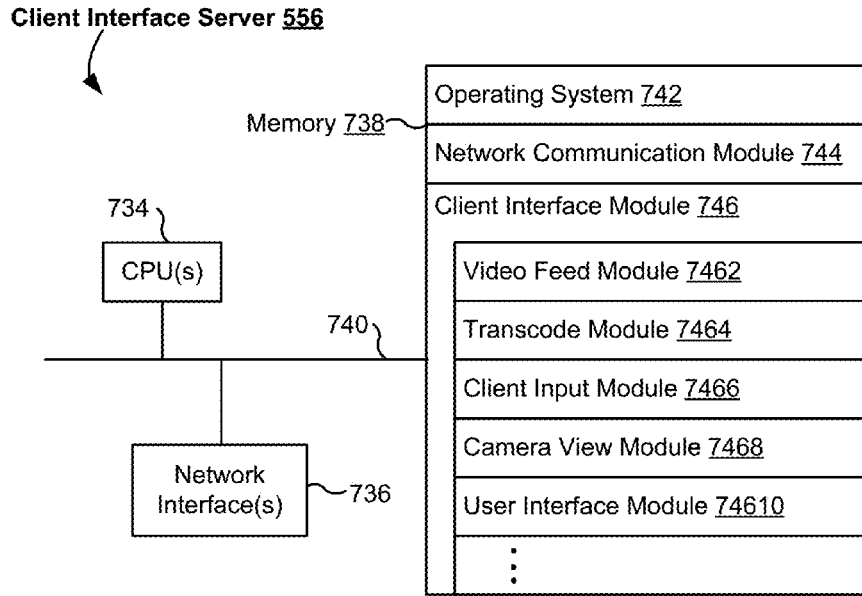 Client Interface Server 556
Operating System 742
Memory 738
Network Communication Module 744
Client Interface Module 746
734
CPU(s)
Video Feed Module 7462
740
Transcode Module 7464
Client Input Module 7466
Camera View Module 7468
Network
Interface(s)
736
User Interface Module 74610